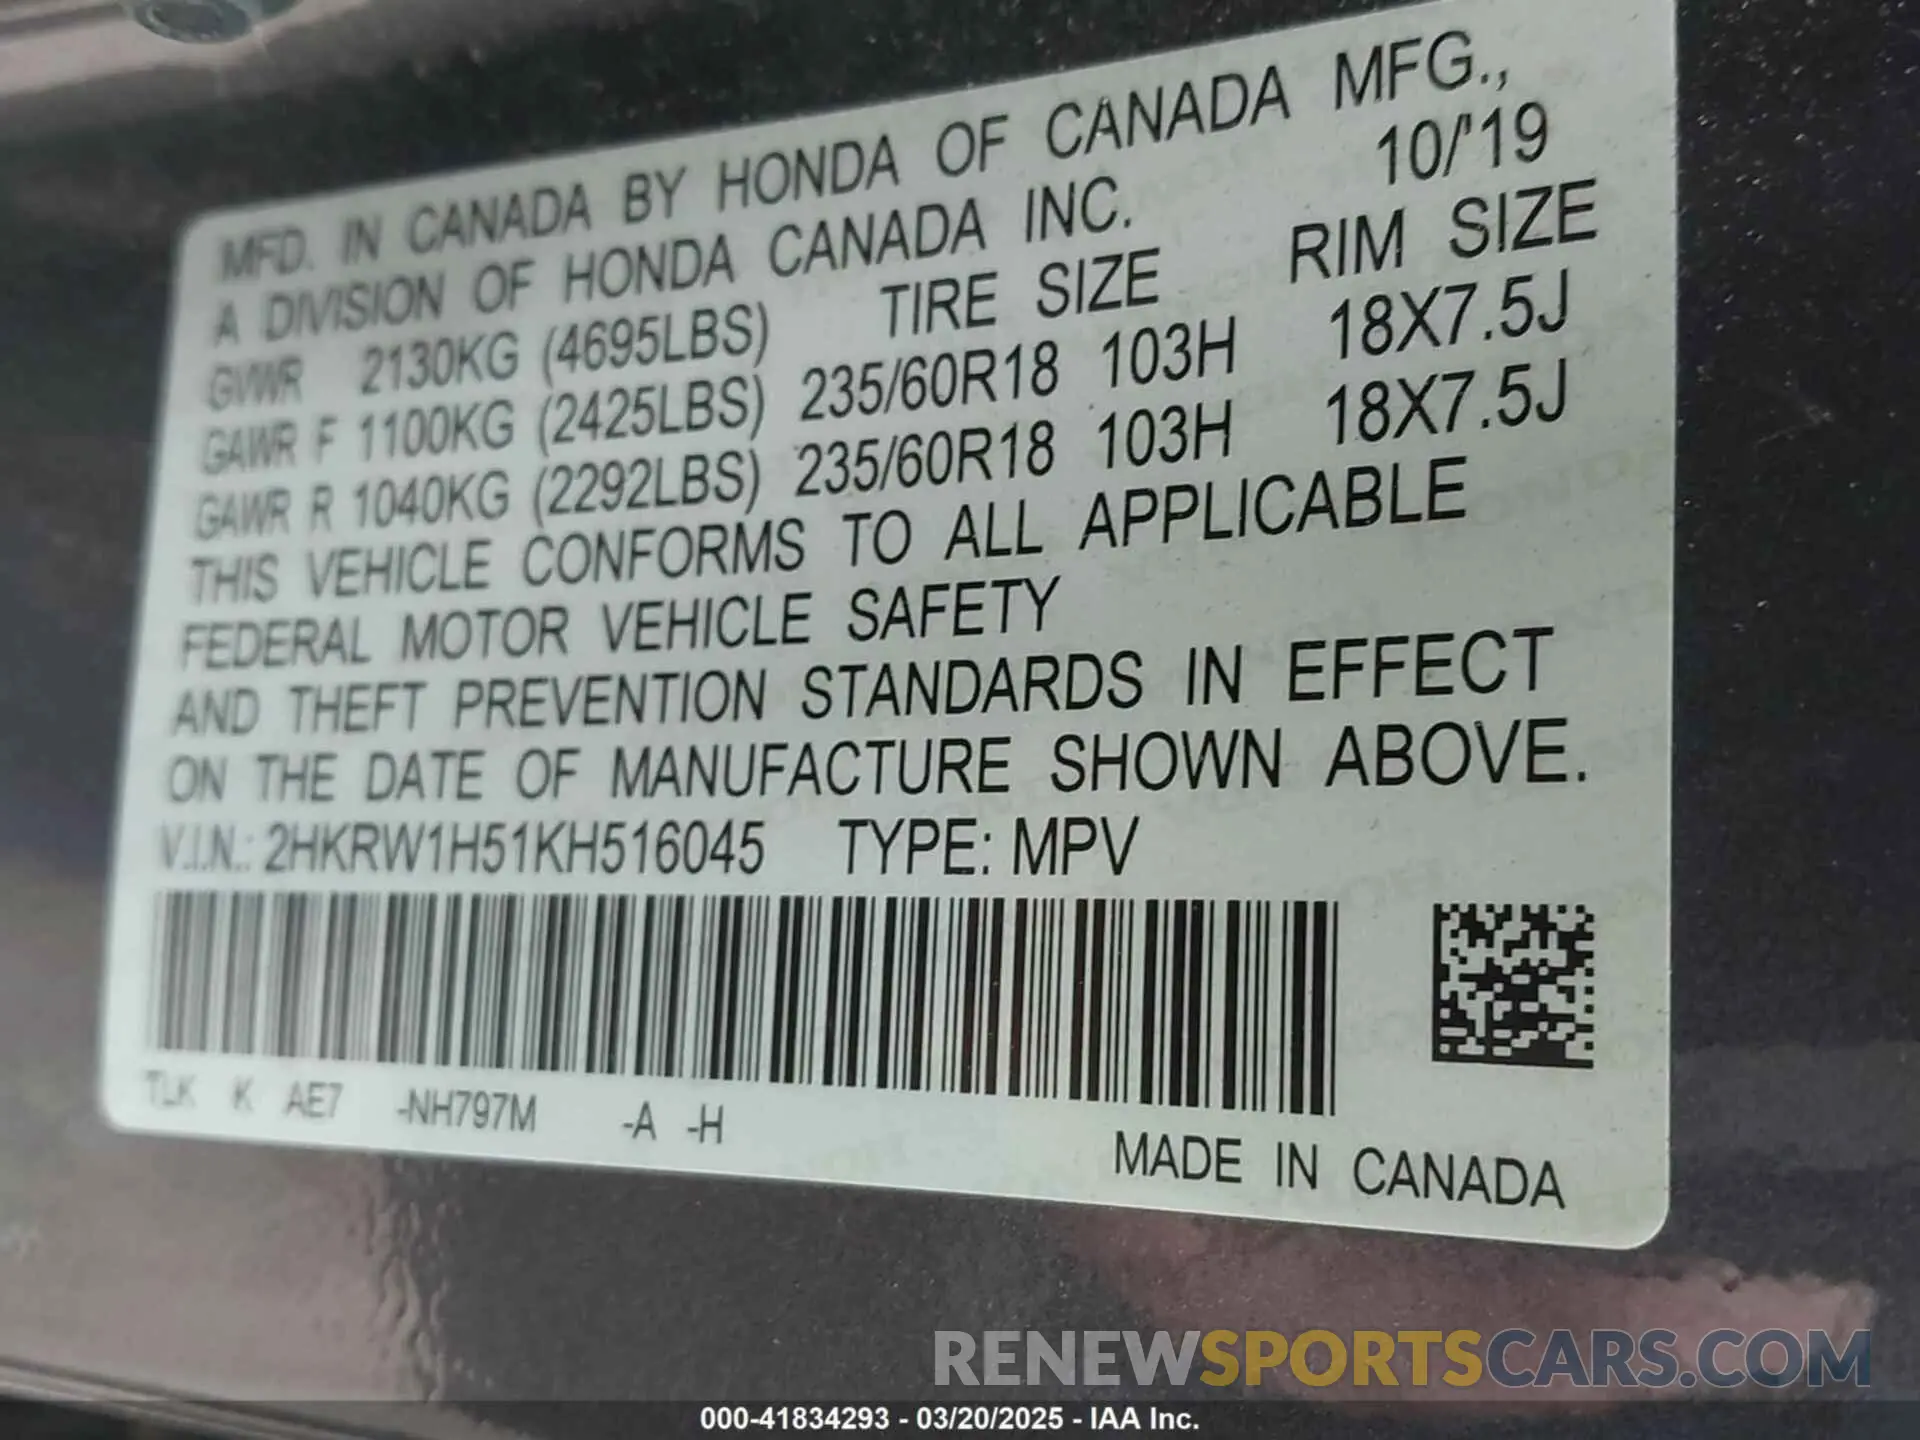 MFD. IN CANADA BY HONDA OF CANADA MFG.,
A DIVISION OF HONDA CANADA INC. 10/'19
GVWR 2130KG (4695LBS) TIRE SIZE RIM SIZE
GAWR F 1100KG (2425LBS) 235/60R18 103H 18X7.5J
GAWR R 1040KG (2292LBS) 235/60R18 103H 18X7.5J
THIS VEHICLE CONFORMS TO ALL APPLICABLE
FEDERAL MOTOR VEHICLE SAFETY
AND THEFT PREVENTION STANDARDS IN EFFECT
ON THE DATE OF MANUFACTURE SHOWN ABOVE.
V.I.N.: 2HKRW1H51KH516045 TYPE: MPV
TLK K AE7 -NH797M -A -H
MADE IN CANADA
RENEWSPORTSCARS.COM
000-41834293 - 03/20/2025 - IAA Inc.